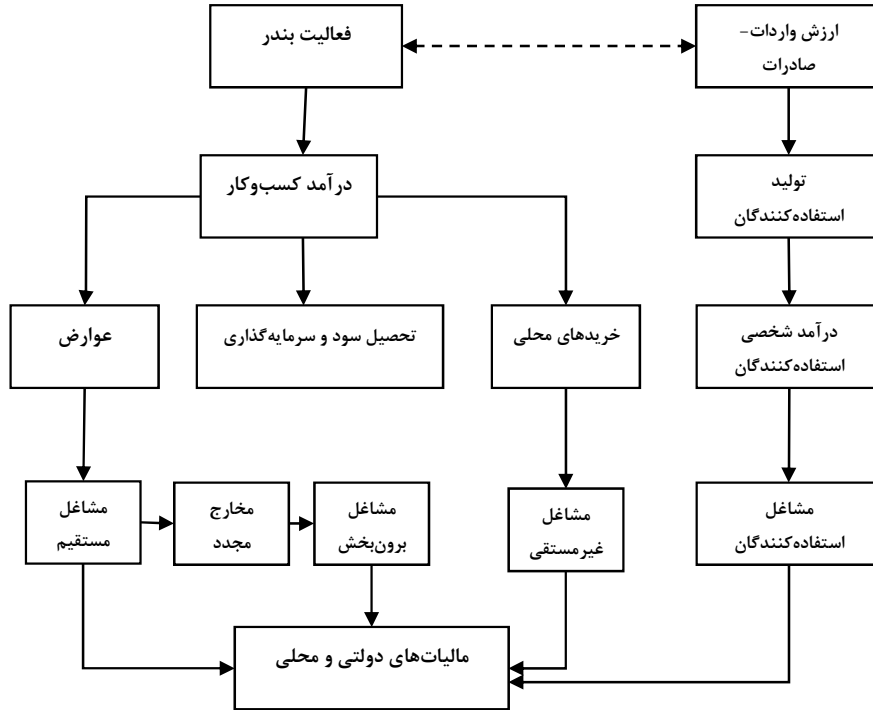 فعالیت بندر
ارزش واردات-
صادرات
درآمد کسب‌وکار
تولید
استفاده‌کنندگان
عوارض
تحصیل سود و سرمایه‌گذاری
خریدهای محلی
درآمد شخصی
استفاده‌کنندگان
مشاغل
مستقیم
مخارج
مجدد
مشاغل
برون‌بخش
مشاغل
غیرمستقی
مشاغل
استفاده‌کنندگان
مالیات‌های دولتی و محلی